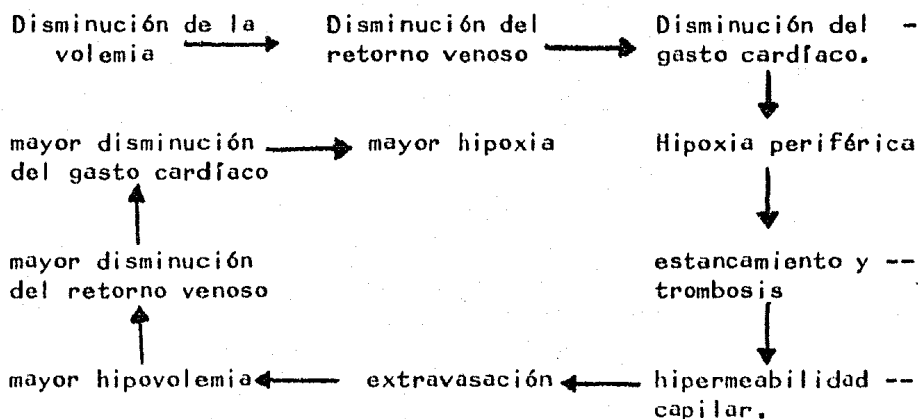 Disminución de la
volemia
Disminución del
retorno venoso
Disminución del -
gasto cardíaco.
Hipoxia periférica
estancamiento y --
trombosis
hipermeabilidad --
capilar.
extravasación
mayor hipovolemia
mayor disminución
del retorno venoso
mayor disminución
del gasto cardíaco
mayor hipoxia